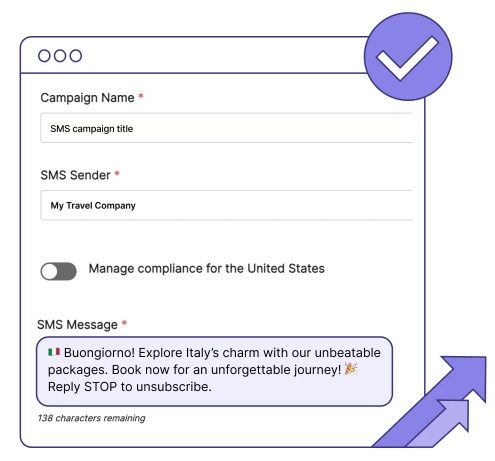 Campaign Name *
SMS campaign title
SMS Sender *
My Travel Company
Manage compliance for the United States
SMS Message *
🇮🇹 Buongiorno! Explore Italy’s charm with our unbeatable
packages. Book now for an unforgettable journey! 🎉
Reply STOP to unsubscribe.
138 characters remaining